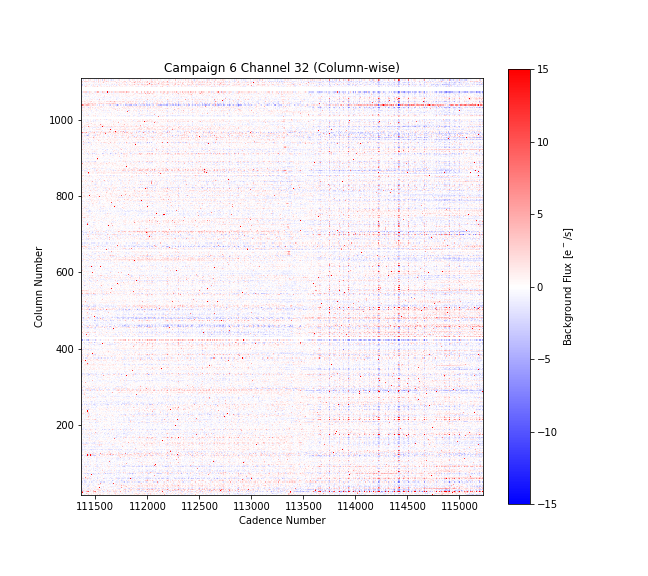 Campaign 6 Channel 32 (Column-wise)
1000
800
600
400
200
Column Number
111500 112000 112500 113000 113500 114000 114500 115000
Cadence Number
15
10
5
0
−5
−10
−15
Background Flux [e⁻/s]